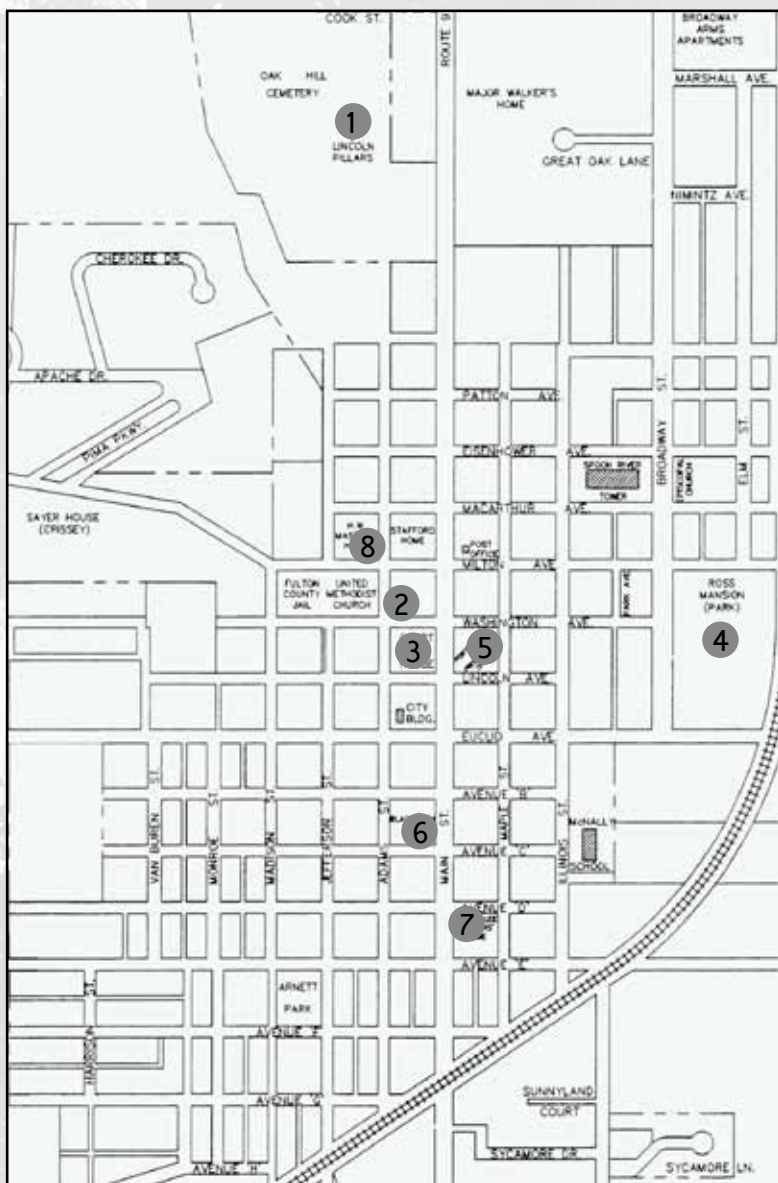 COOK ST.
ROUTE 9
BROADWAY
ARMS
APARTMENTS
OAK HILL
CEMETERY
MARSHALL AVE.
MAJOR WALKER'S
HOME
1
LINCOLN
PILLARS
GREAT OAK LANE
NIMINTZ AVE.
CHEROKEE DR.
APACHE DR.
PATTON AVE.
BROADWAY ST.
ELM ST.
PIMA PKWY
EISENHOWER AVE.
SPOON RIVER
TOWER
EPISCOPAL
CHURCH
MACARTHUR AVE.
SAYER HOUSE
(CRISSEY)
8
STAFFORD
HOME
POST
OFFICE
MILTON AVE
FULTON
COUNTY
JAIL
UNITED
METHODIST
CHURCH
2
PARK AVE
ROSS
MANSION
(PARK)
WASHINGTON AVE.
3
5
4
LINCOLN AVE.
CITY
BLDG.
EUCLID AVE
AVENUE 'B'
VAN BUREN ST.
MONROE ST.
MADISON ST.
JEFFERSON ST.
ADAMS ST.
6
MAIN ST.
MAPLE ST
ILLINOIS ST.
McNALLY
SCHOOL
AVENUE 'C'
7
AVENUE 'D'
AVENUE 'E'
HARRISON ST.
ARNETT
PARK
AVENUE 'F'
AVENUE 'G'
SUNNYLAND
COURT
AVENUE 'H'
SYCAMORE DR.
SYCAMORE LN.